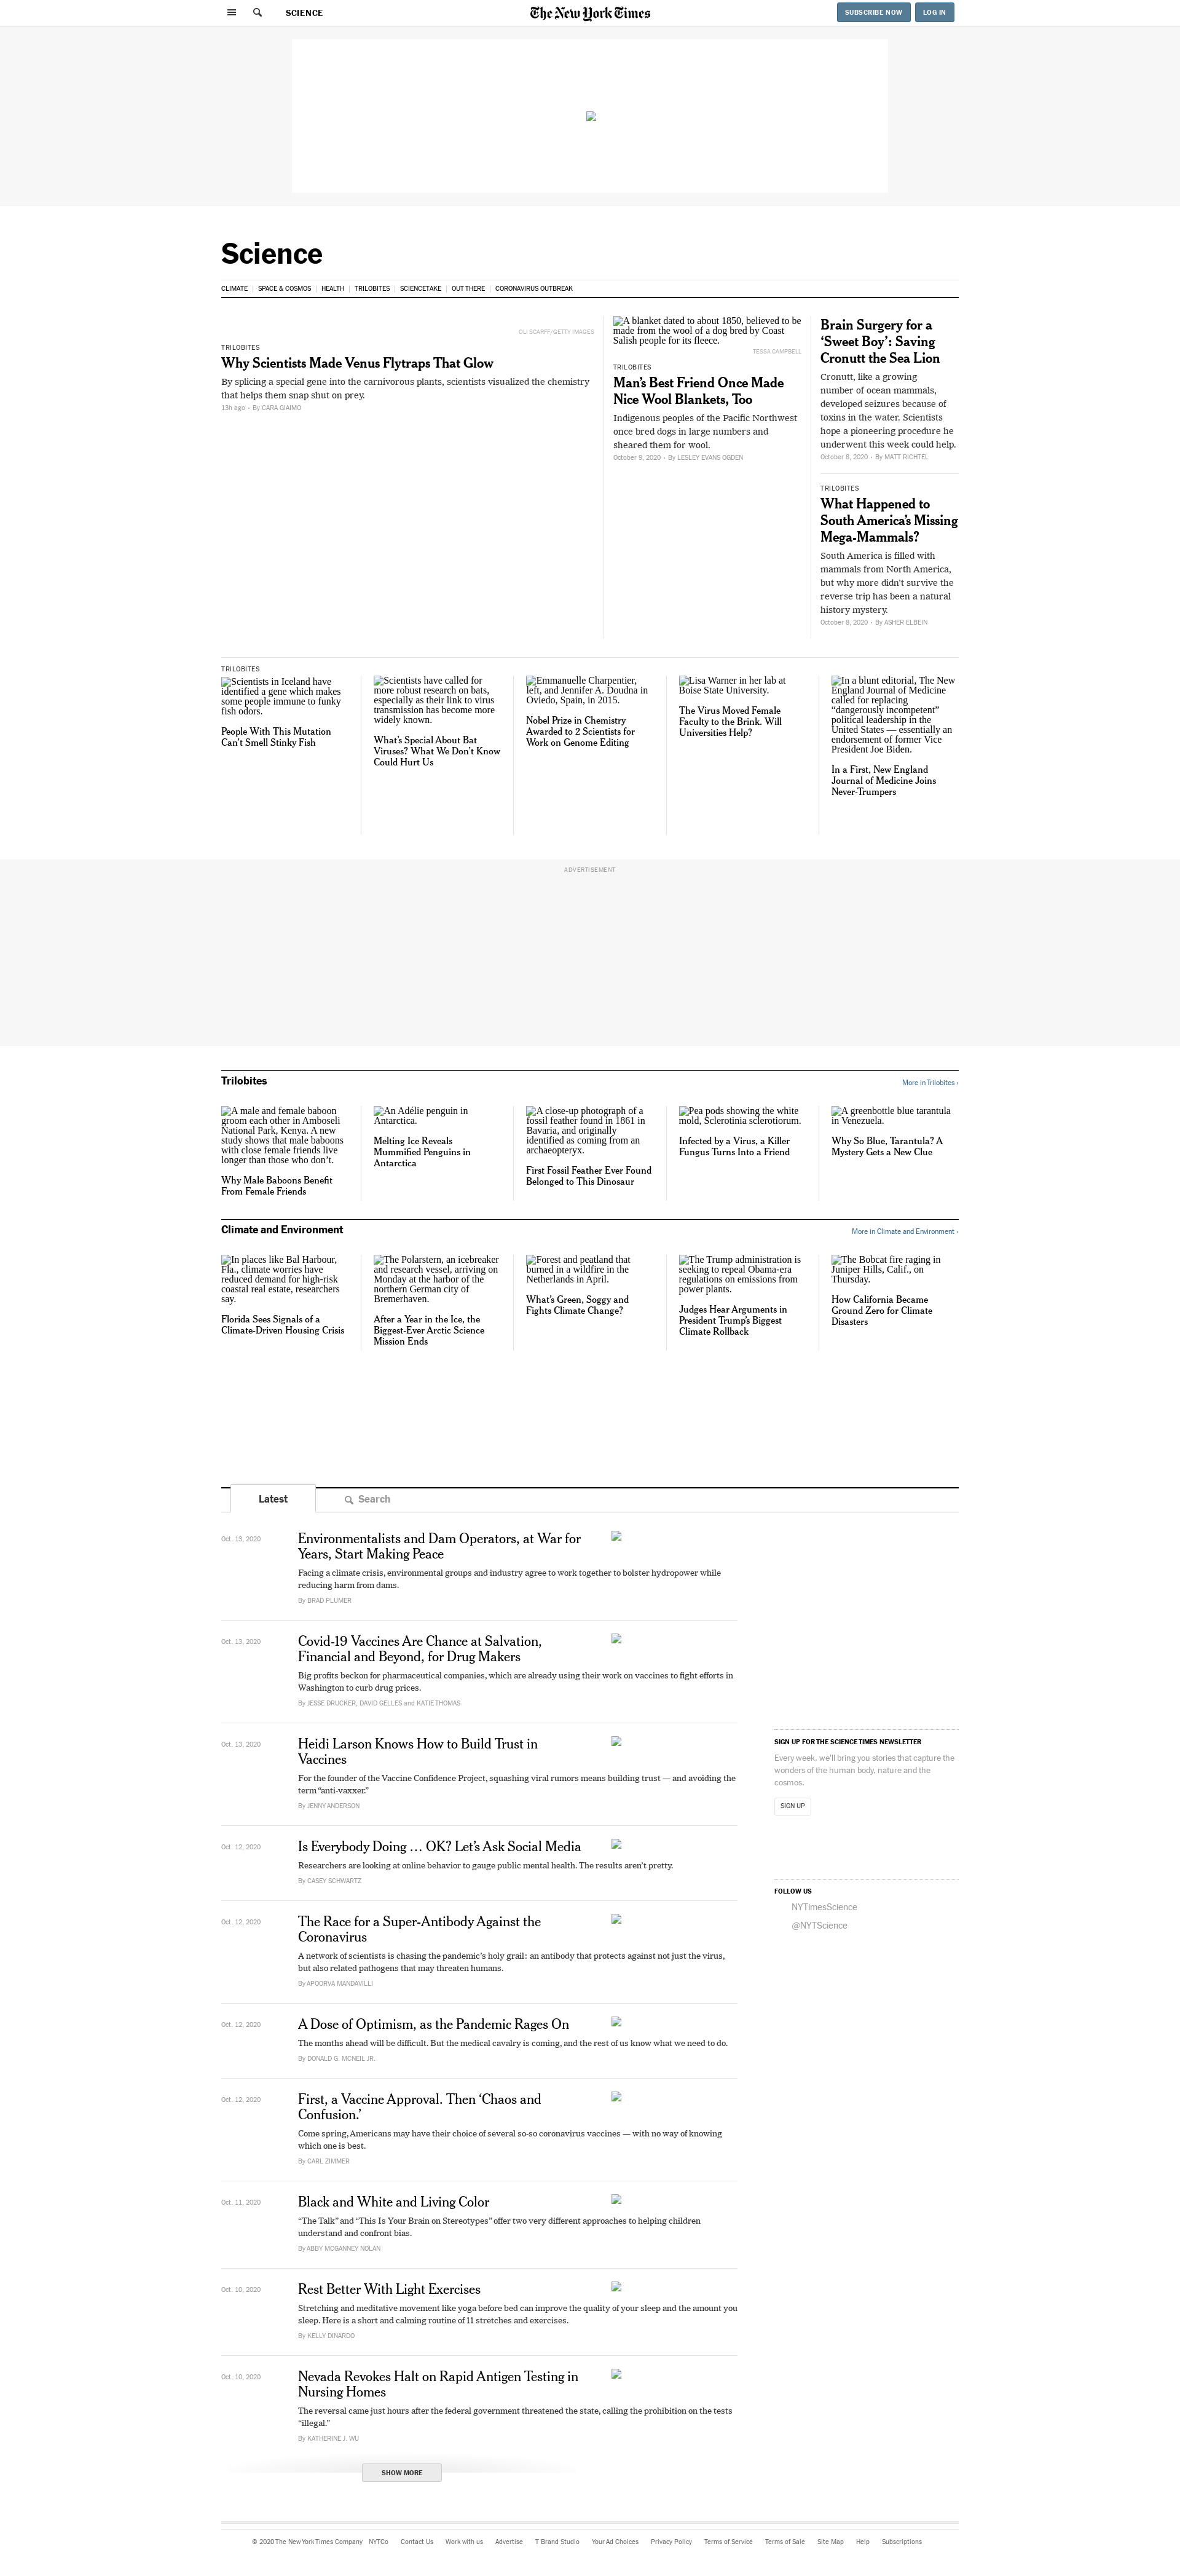 SCIENCE
The New York Times
SUBSCRIBE NOW
LOG IN
Science
CLIMATE | SPACE & COSMOS | HEALTH | TRILOBITES | SCIENCETAKE | OUT THERE | CORONAVIRUS OUTBREAK
OLI SCARFF/GETTY IMAGES
TRILOBITES
Why Scientists Made Venus Flytraps That Glow
By splicing a special gene into the carnivorous plants, scientists visualized the chemistry
that helps them snap shut on prey.
13h ago • By CARA GIAIMO
A blanket dated to about 1850, believed to be
made from the wool of a dog bred by Coast
Salish people for its fleece.
TESSA CAMPBELL
TRILOBITES
Man’s Best Friend Once Made
Nice Wool Blankets, Too
Indigenous peoples of the Pacific Northwest
once bred dogs in large numbers and
sheared them for wool.
October 9, 2020 • By LESLEY EVANS OGDEN
Brain Surgery for a
‘Sweet Boy’: Saving
Cronutt the Sea Lion
Cronutt, like a growing
number of ocean mammals,
developed seizures because of
toxins in the water. Scientists
hope a pioneering procedure he
underwent this week could help.
October 8, 2020 • By MATT RICHTEL
TRILOBITES
What Happened to
South America’s Missing
Mega-Mammals?
South America is filled with
mammals from North America,
but why more didn’t survive the
reverse trip has been a natural
history mystery.
October 8, 2020 • By ASHER ELBEIN
TRILOBITES
Scientists in Iceland have
identified a gene which makes
some people immune to funky
fish odors.
People With This Mutation
Can’t Smell Stinky Fish
Scientists have called for
more robust research on bats,
especially as their link to virus
transmission has become more
widely known.
What’s Special About Bat
Viruses? What We Don’t Know
Could Hurt Us
Emmanuelle Charpentier,
left, and Jennifer A. Doudna in
Oviedo, Spain, in 2015.
Nobel Prize in Chemistry
Awarded to 2 Scientists for
Work on Genome Editing
Lisa Warner in her lab at
Boise State University.
The Virus Moved Female
Faculty to the Brink. Will
Universities Help?
In a blunt editorial, The New
England Journal of Medicine
called for replacing
“dangerously incompetent”
political leadership in the
United States — essentially an
endorsement of former Vice
President Joe Biden.
In a First, New England
Journal of Medicine Joins
Never-Trumpers
ADVERTISEMENT
Trilobites
More in Trilobites ›
A male and female baboon
groom each other in Amboseli
National Park, Kenya. A new
study shows that male baboons
with close female friends live
longer than those who don’t.
Why Male Baboons Benefit
From Female Friends
An Adélie penguin in
Antarctica.
Melting Ice Reveals
Mummified Penguins in
Antarctica
A close-up photograph of a
fossil feather found in 1861 in
Bavaria, and originally
identified as coming from an
archaeopteryx.
First Fossil Feather Ever Found
Belonged to This Dinosaur
Pea pods showing the white
mold, Sclerotinia sclerotiorum.
Infected by a Virus, a Killer
Fungus Turns Into a Friend
A greenbottle blue tarantula
in Venezuela.
Why So Blue, Tarantula? A
Mystery Gets a New Clue
Climate and Environment
More in Climate and Environment ›
In places like Bal Harbour,
Fla., climate worries have
reduced demand for high-risk
coastal real estate, researchers
say.
Florida Sees Signals of a
Climate-Driven Housing Crisis
The Polarstern, an icebreaker
and research vessel, arriving on
Monday at the harbor of the
northern German city of
Bremerhaven.
After a Year in the Ice, the
Biggest-Ever Arctic Science
Mission Ends
Forest and peatland that
burned in a wildfire in the
Netherlands in April.
What’s Green, Soggy and
Fights Climate Change?
The Trump administration is
seeking to repeal Obama-era
regulations on emissions from
power plants.
Judges Hear Arguments in
President Trump’s Biggest
Climate Rollback
The Bobcat fire raging in
Juniper Hills, Calif., on
Thursday.
How California Became
Ground Zero for Climate
Disasters
Latest
Search
Oct. 13, 2020
Environmentalists and Dam Operators, at War for
Years, Start Making Peace
Facing a climate crisis, environmental groups and industry agree to work together to bolster hydropower while
reducing harm from dams.
By BRAD PLUMER
Oct. 13, 2020
Covid-19 Vaccines Are Chance at Salvation,
Financial and Beyond, for Drug Makers
Big profits beckon for pharmaceutical companies, which are already using their work on vaccines to fight efforts in
Washington to curb drug prices.
By JESSE DRUCKER, DAVID GELLES and KATIE THOMAS
Oct. 13, 2020
Heidi Larson Knows How to Build Trust in
Vaccines
For the founder of the Vaccine Confidence Project, squashing viral rumors means building trust — and avoiding the
term “anti-vaxxer.”
By JENNY ANDERSON
Oct. 12, 2020
Is Everybody Doing … OK? Let’s Ask Social Media
Researchers are looking at online behavior to gauge public mental health. The results aren’t pretty.
By CASEY SCHWARTZ
Oct. 12, 2020
The Race for a Super-Antibody Against the
Coronavirus
A network of scientists is chasing the pandemic’s holy grail: an antibody that protects against not just the virus,
but also related pathogens that may threaten humans.
By APOORVA MANDAVILLI
Oct. 12, 2020
A Dose of Optimism, as the Pandemic Rages On
The months ahead will be difficult. But the medical cavalry is coming, and the rest of us know what we need to do.
By DONALD G. MCNEIL JR.
Oct. 12, 2020
First, a Vaccine Approval. Then ‘Chaos and
Confusion.’
Come spring, Americans may have their choice of several so-so coronavirus vaccines — with no way of knowing
which one is best.
By CARL ZIMMER
Oct. 11, 2020
Black and White and Living Color
“The Talk” and “This Is Your Brain on Stereotypes” offer two very different approaches to helping children
understand and confront bias.
By ABBY MCGANNEY NOLAN
Oct. 10, 2020
Rest Better With Light Exercises
Stretching and meditative movement like yoga before bed can improve the quality of your sleep and the amount you
sleep. Here is a short and calming routine of 11 stretches and exercises.
By KELLY DINARDO
Oct. 10, 2020
Nevada Revokes Halt on Rapid Antigen Testing in
Nursing Homes
The reversal came just hours after the federal government threatened the state, calling the prohibition on the tests
“illegal.”
By KATHERINE J. WU
SHOW MORE
SIGN UP FOR THE SCIENCE TIMES NEWSLETTER
Every week, we’ll bring you stories that capture the
wonders of the human body, nature and the
cosmos.
SIGN UP
FOLLOW US
NYTimesScience
@NYTScience
© 2020 The New York Times Company NYTCo Contact Us Work with us Advertise T Brand Studio Your Ad Choices Privacy Policy Terms of Service Terms of Sale Site Map Help Subscriptions